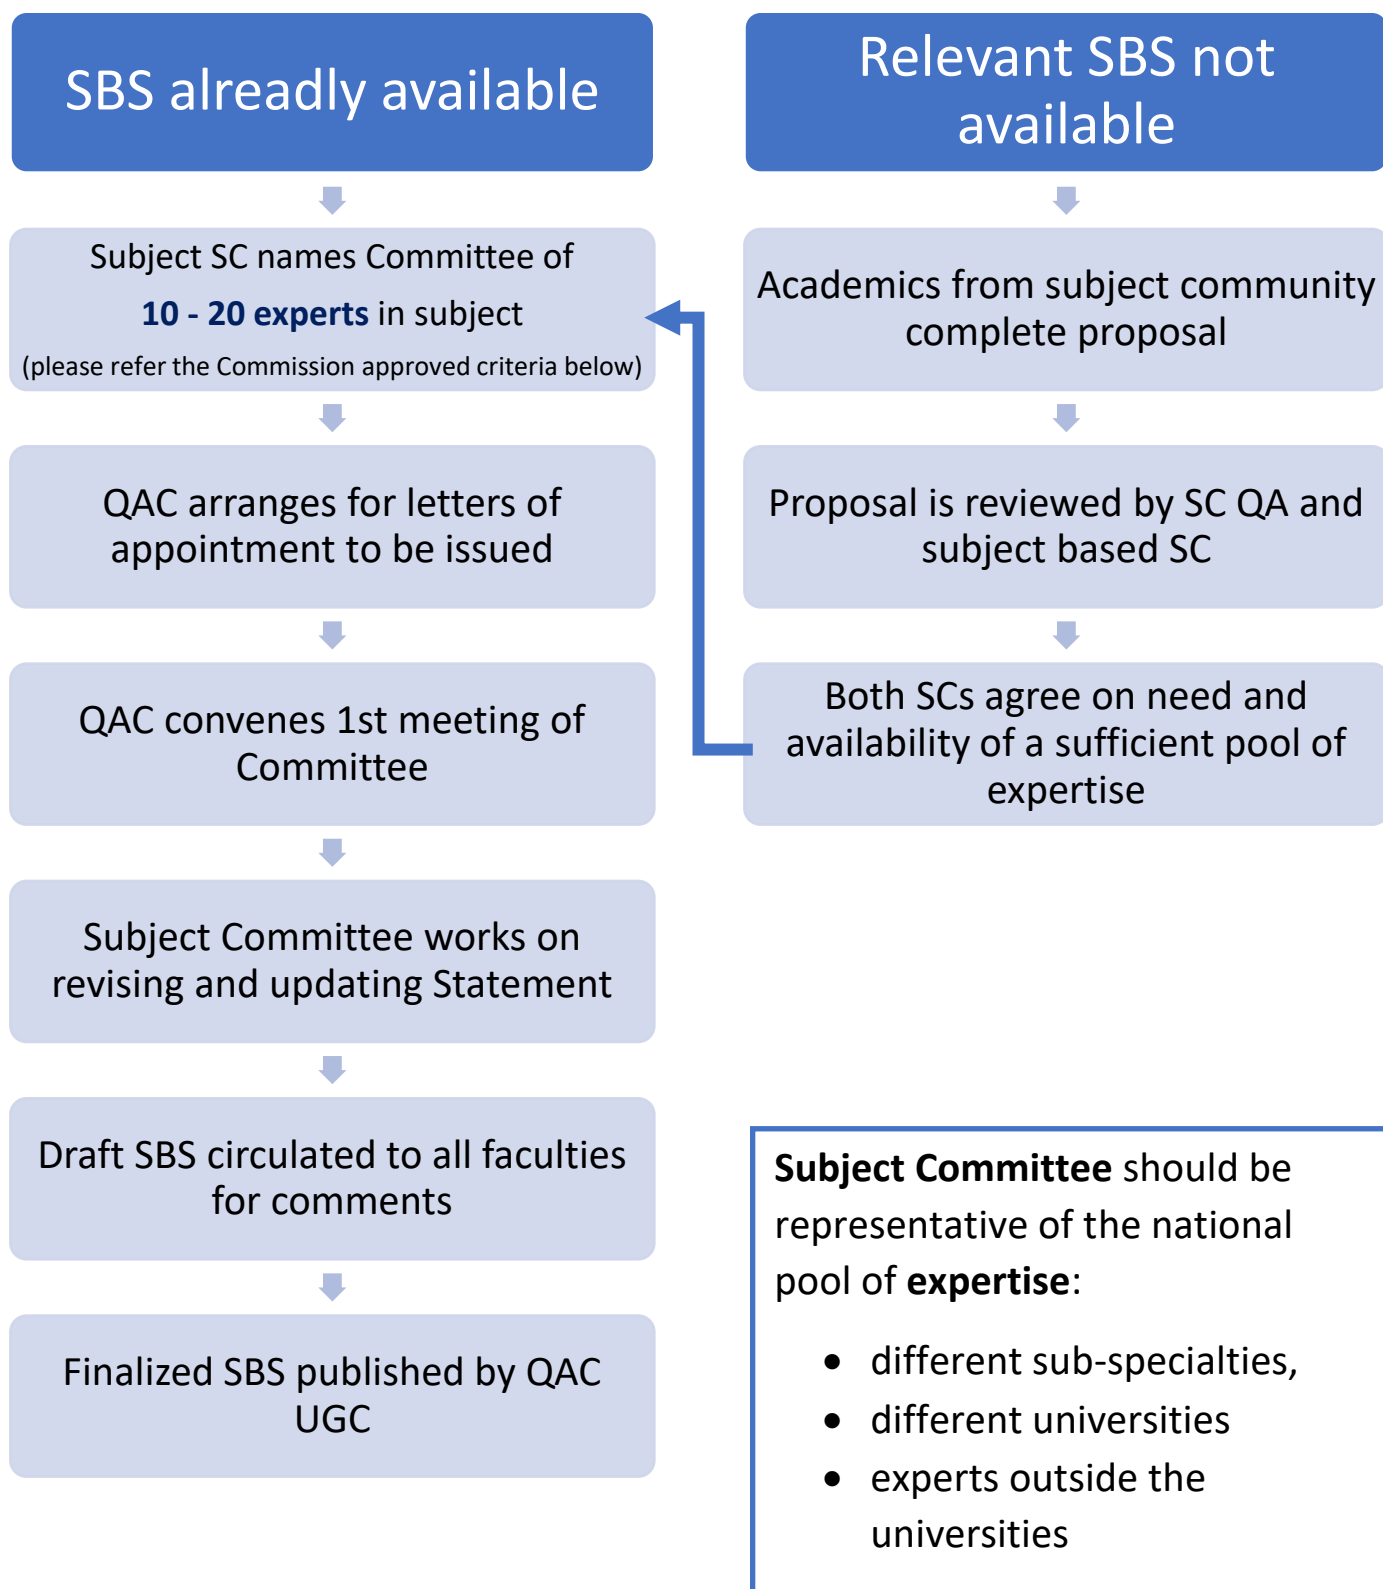 SBS alreadly available
Subject SC names Committee of
10 - 20 experts in subject
(please refer the Commission approved criteria below)
QAC arranges for letters of
appointment to be issued
QAC convenes 1st meeting of
Committee
Subject Committee works on
revising and updating Statement
Draft SBS circulated to all faculties
for comments
Finalized SBS published by QAC
UGC
Relevant SBS not
available
Academics from subject community
complete proposal
Proposal is reviewed by SC QA and
subject based SC
Both SCs agree on need and
availability of a sufficient pool of
expertise
Subject Committee should be
representative of the national
pool of expertise:
• different sub-specialties,
• different universities
• experts outside the
universities